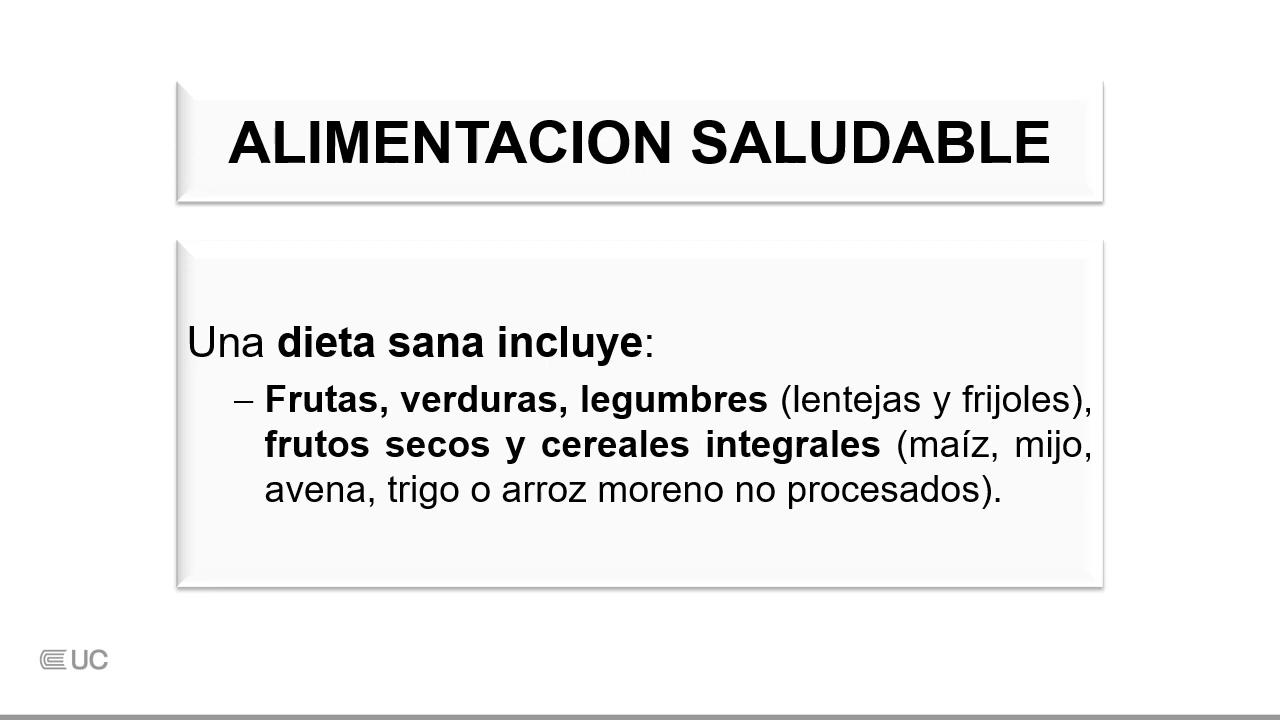 ALIMENTACION SALUDABLE
Una dieta sana incluye:
– Frutas, verduras, legumbres (lentejas y frijoles),
frutos secos y cereales integrales (maíz, mijo,
avena, trigo o arroz moreno no procesados).
UC